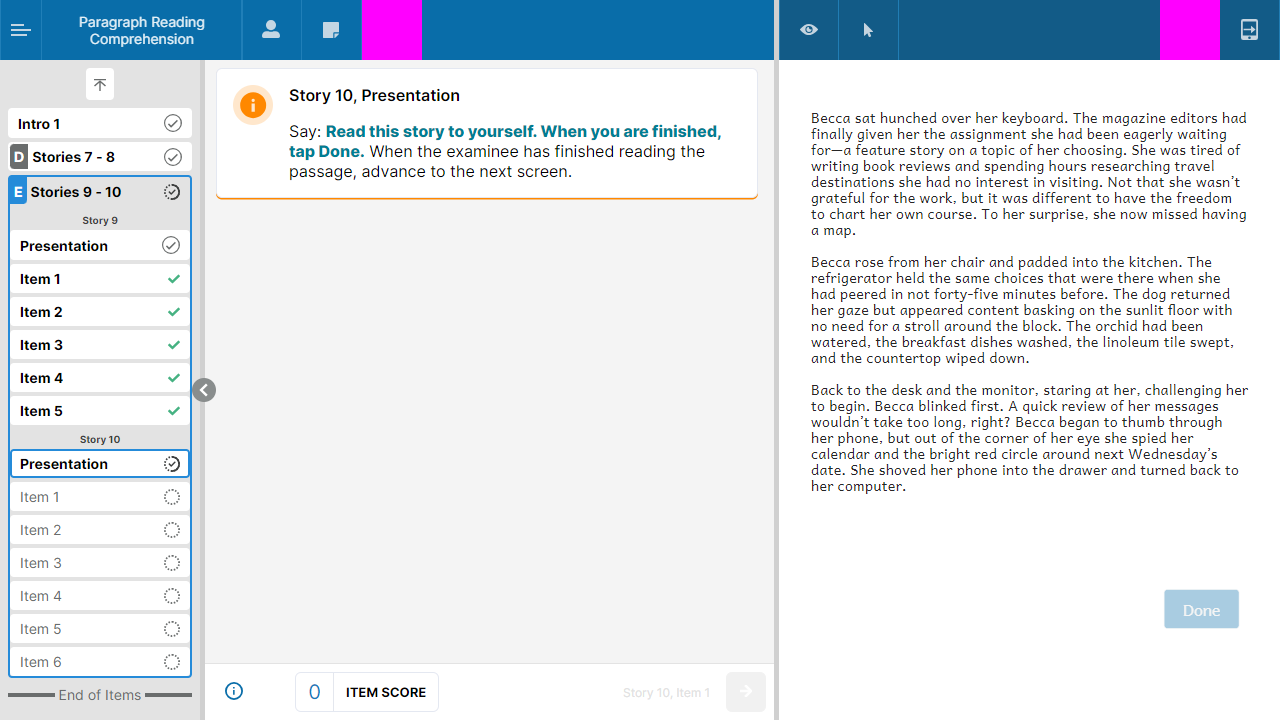 Paragraph Reading
Comprehension
Intro 1
D Stories 7 - 8
E Stories 9 - 10
Story 9
Presentation
Item 1
Item 2
Item 3
Item 4
Item 5
Story 10
Presentation
Item 1
Item 2
Item 3
Item 4
Item 5
Item 6
End of Items
Story 10, Presentation
Say: Read this story to yourself. When you are finished,
tap Done. When the examinee has finished reading the
passage, advance to the next screen.
0 ITEM SCORE
Story 10, Item 1
Becca sat hunched over her keyboard. The magazine editors had
finally given her the assignment she had been eagerly waiting
for—a feature story on a topic of her choosing. She was tired of
writing book reviews and spending hours researching travel
destinations she had no interest in visiting. Not that she wasn't
grateful for the work, but it was different to have the freedom
to chart her own course. To her surprise, she now missed having
a map.
Becca rose from her chair and padded into the kitchen. The
refrigerator held the same choices that were there when she
had peered in not forty-five minutes before. The dog returned
her gaze but appeared content basking on the sunlit floor with
no need for a stroll around the block. The orchid had been
watered, the breakfast dishes washed, the linoleum tile swept,
and the countertop wiped down.
Back to the desk and the monitor, staring at her, challenging her
to begin. Becca blinked first. A quick review of her messages
wouldn't take too long, right? Becca began to thumb through
her phone, but out of the corner of her eye she spied her
calendar and the bright red circle around next Wednesday's
date. She shoved her phone into the drawer and turned back to
her computer.
Done